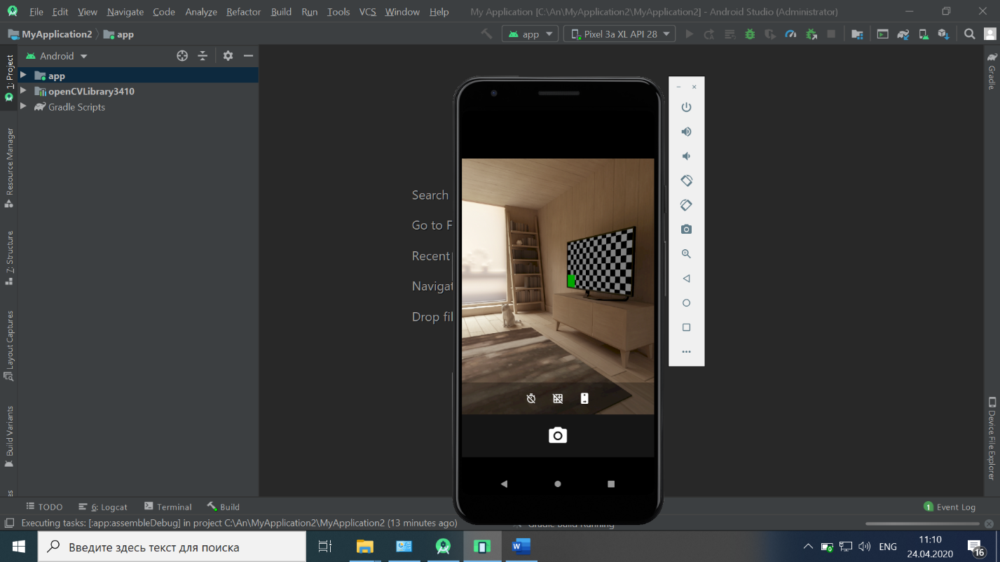 File Edit View Navigate Code Analyze Refactor Build Run Tools VCS Window Help My Application [C:\An\MyApplication2\MyApplication2] - Android Studio (Administrator)
MyApplication2 app app Pixel 3a XL API 28
1: Project
Resource Manager
7: Structure
Layout Captures
Build Variants
Android
app
openCVLibrary3410
Gradle Scripts
Search
Go to F
Recent
Navigat
Drop fil
Gradle
Device File Explorer
TODO 6: Logcat Terminal Build 1 Event Log
Executing tasks: [:app:assembleDebug] in project C:\An\MyApplication2\MyApplication2 (13 minutes ago) Gradle Build Running
Введите здесь текст для поиска ENG 11:10
24.04.2020 16